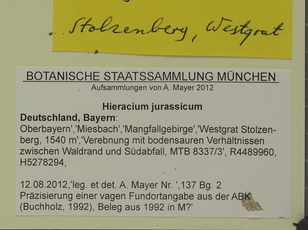 Stolzenberg, Westgrat
BOTANISCHE STAATSSAMMLUNG MÜNCHEN
Aufsammlungen von A. Mayer 2012
Hieracium jurassicum
Deutschland, Bayern:
Oberbayern','Miesbach','Mangfallgebirge','Westgrat Stolzen-
berg, 1540 m','Verebnung mit bodensauren Verhältnissen
zwischen Waldrand und Südabfall, MTB 8337/3', R4489960,
H5278294,
12.08.2012,'leg. et det. A. Mayer Nr. ',137 Bg. 2
Präzisierung einer vagen Fundortangabe aus der ABK
(Buchholz, 1992), Beleg aus 1992 in M?'